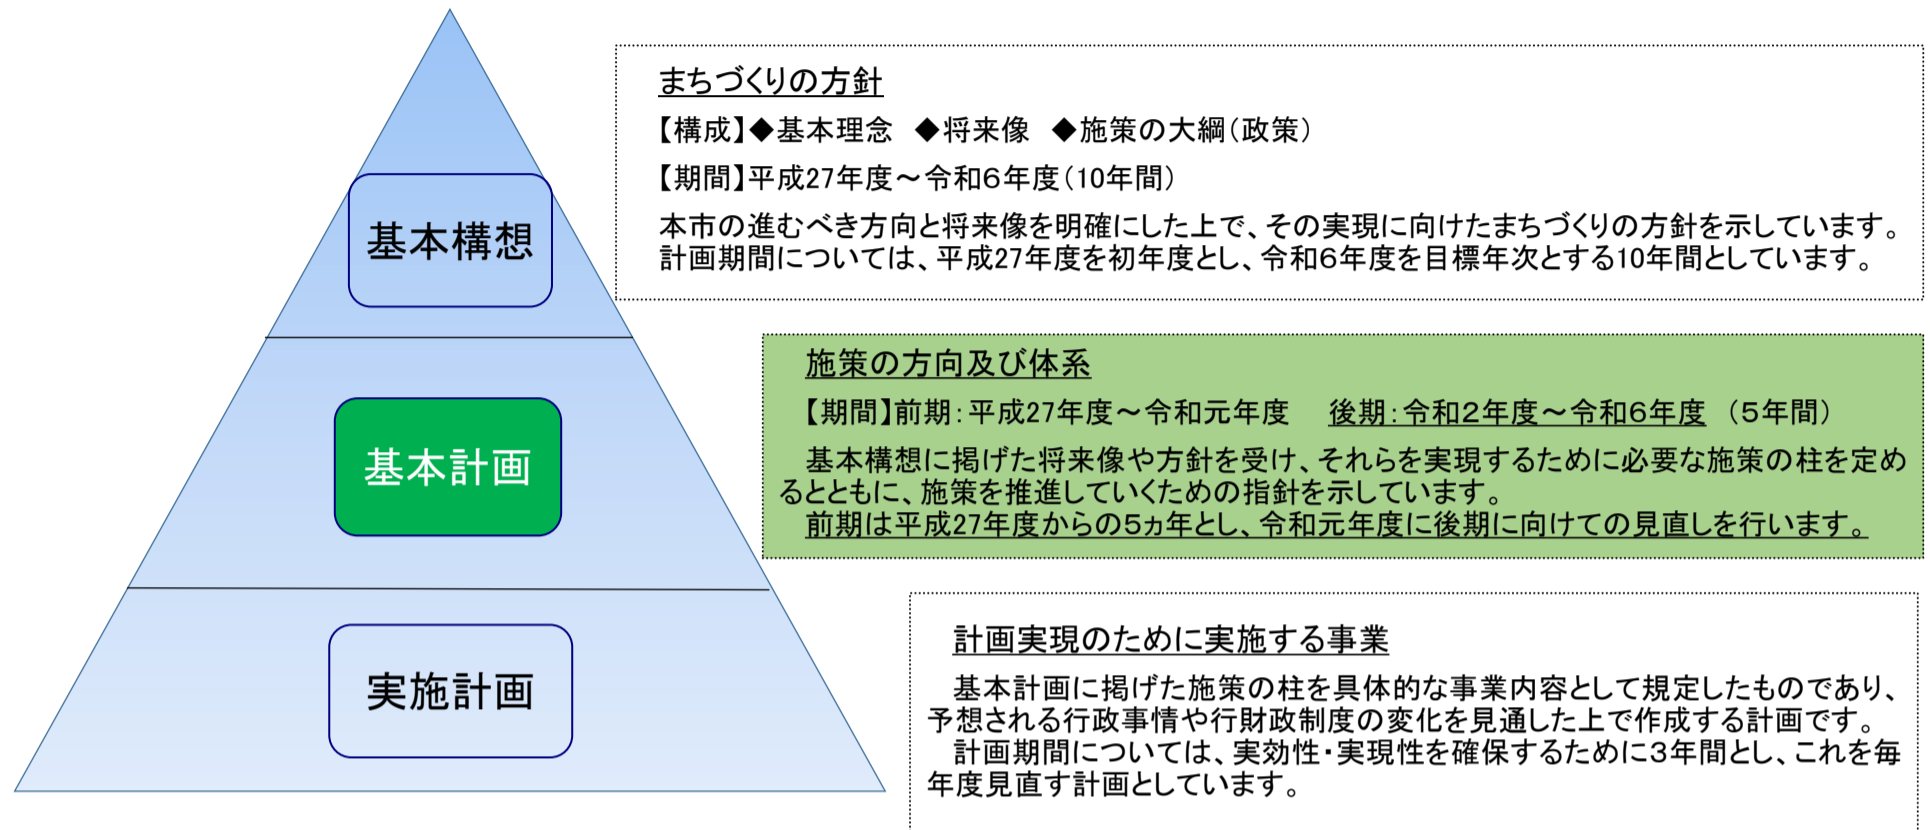 まちづくりの方針
【構成】◆基本理念　◆将来像　◆施策の大綱（政策）
【期間】平成27年度～令和６年度（10年間）
本市の進むべき方向と将来像を明確にした上で、その実現に向けたまちづくりの方針を示しています。
計画期間については、平成27年度を初年度とし、令和６年度を目標年次とする10年間としています。
基本構想
施策の方向及び体系
【期間】前期：平成27年度～令和元年度　後期：令和２年度～令和６年度　（５年間）
基本構想に掲げた将来像や方針を受け、それらを実現するために必要な施策の柱を定め
るとともに、施策を推進していくための指針を示しています。
前期は平成27年度からの５ヵ年とし、令和元年度に後期に向けての見直しを行います。
基本計画
計画実現のために実施する事業
基本計画に掲げた施策の柱を具体的な事業内容として規定したものであり、
予想される行政事情や行財政制度の変化を見通した上で作成する計画です。
計画期間については、実効性・実現性を確保するために３年間とし、これを毎
年度見直す計画としています。
実施計画